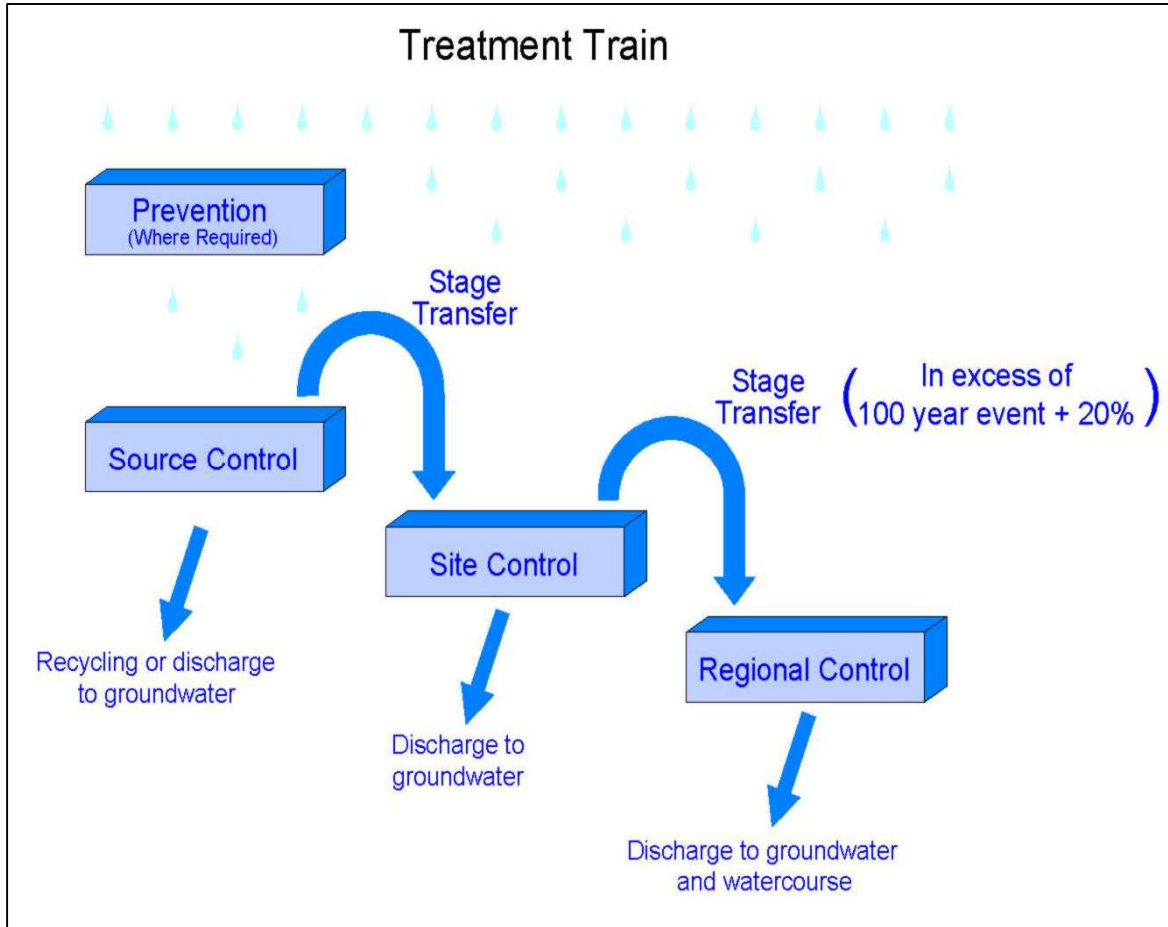 Treatment Train
Prevention
(Where Required)
Stage
Transfer
Source Control
Stage
Transfer
( In excess of
100 year event + 20% )
Site Control
Recycling or discharge
to groundwater
Regional Control
Discharge to
groundwater
Discharge to groundwater
and watercourse